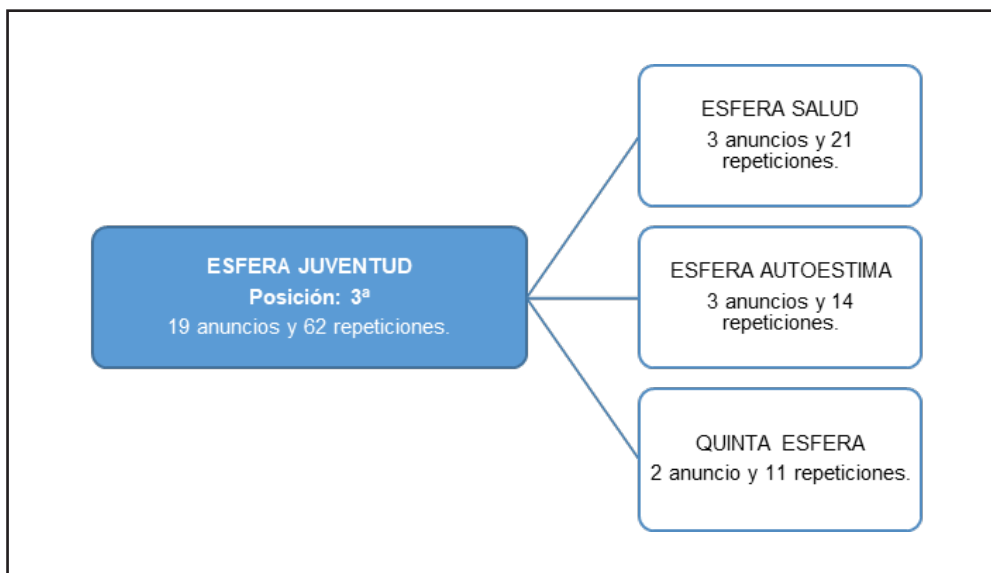 ESFERA JUVENTUD
Posición: 3ª
19 anuncios y 62 repeticiones.
ESFERA SALUD
3 anuncios y 21
repeticiones.
ESFERA AUTOESTIMA
3 anuncios y 14
repeticiones.
QUINTA ESFERA
2 anuncio y 11 repeticiones.